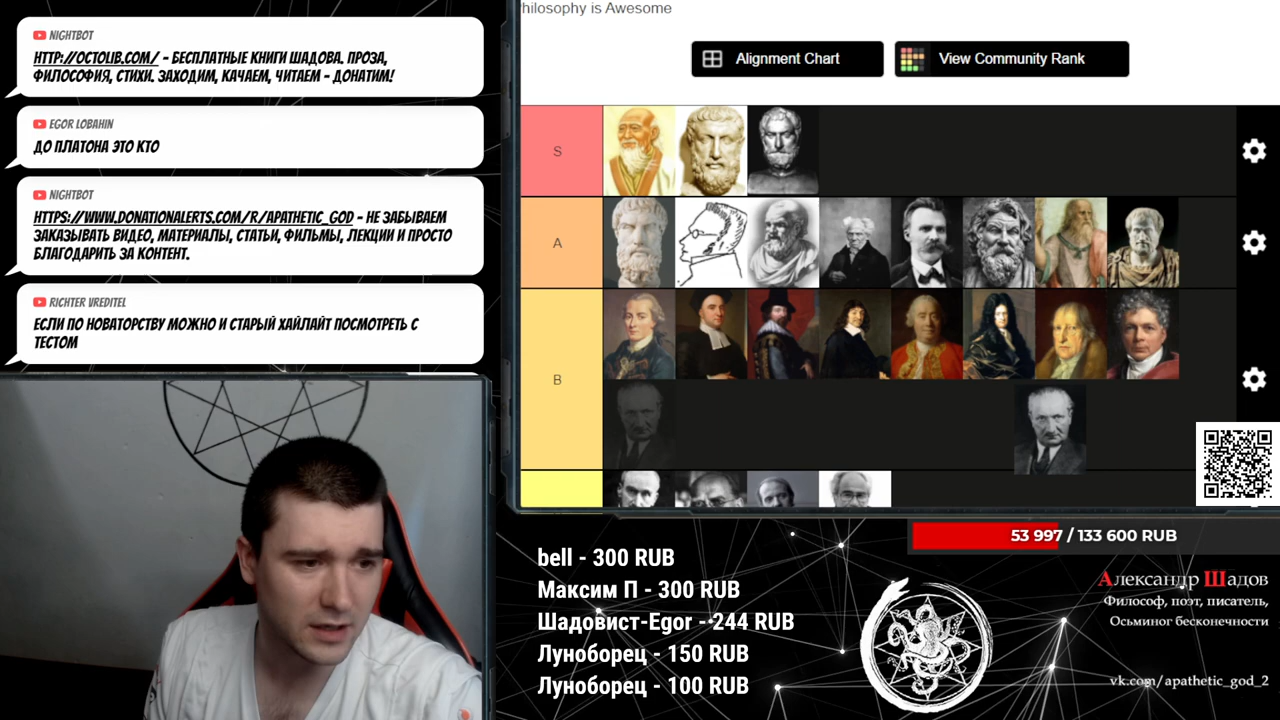 NIGHTBOT
HTTP://OCTOLIB.COM/ - БЕСПЛАТНЫЕ КНИГИ ШАДОВА. ПРОЗА,
ФИЛОСОФИЯ, СТИХИ. ЗАХОДИМ, КАЧАЕМ, ЧИТАЕМ - ДОНАТИМ!
EGOR LOBAHIN
ДО ПЛАТОНА ЭТО КТО
NIGHTBOT
HTTPS://WWW.DONATIONALERTS.COM/R/APATHETIC_GOD - НЕ ЗАБЫВАЕМ
ЗАКАЗЫВАТЬ ВИДЕО, МАТЕРИАЛЫ, СТАТЬИ, ФИЛЬМЫ, ЛЕКЦИИ И ПРОСТО
БЛАГОДАРИТЬ ЗА КОНТЕНТ.
RICHTER VREDITEL
ЕСЛИ ПО НОВАТОРСТВУ МОЖНО И СТАРЫЙ ХАЙЛАЙТ ПОСМОТРЕТЬ С
ТЕСТОМ
Philosophy is Awesome
Alignment Chart
View Community Rank
S
A
B
53 997 / 133 600 RUB
bell - 300 RUB
Максим П - 300 RUB
Шадовист-Egor - 244 RUB
Луноборец - 150 RUB
Луноборец - 100 RUB
Александр Шадов
Философ, поэт, писатель,
Осьминог бесконечности
vk.com/apathetic_god_2